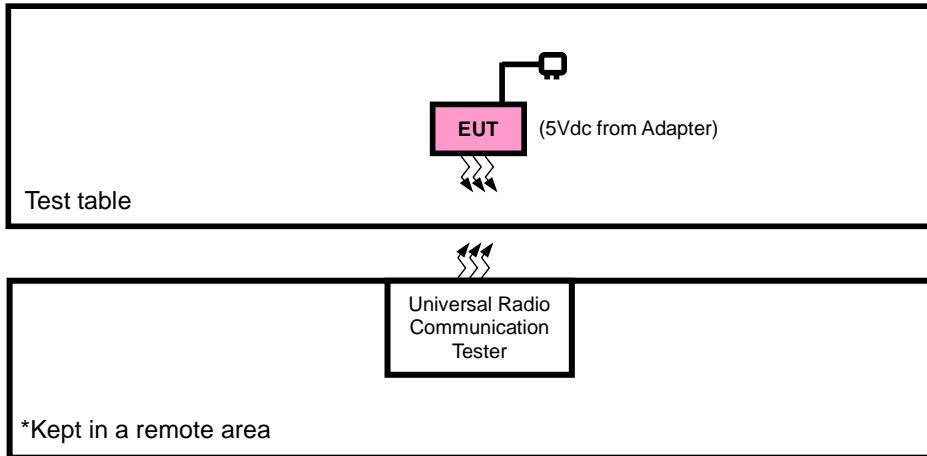 EUT
(5Vdc from Adapter)
Test table
Universal Radio
Communication
Tester
*Kept in a remote area